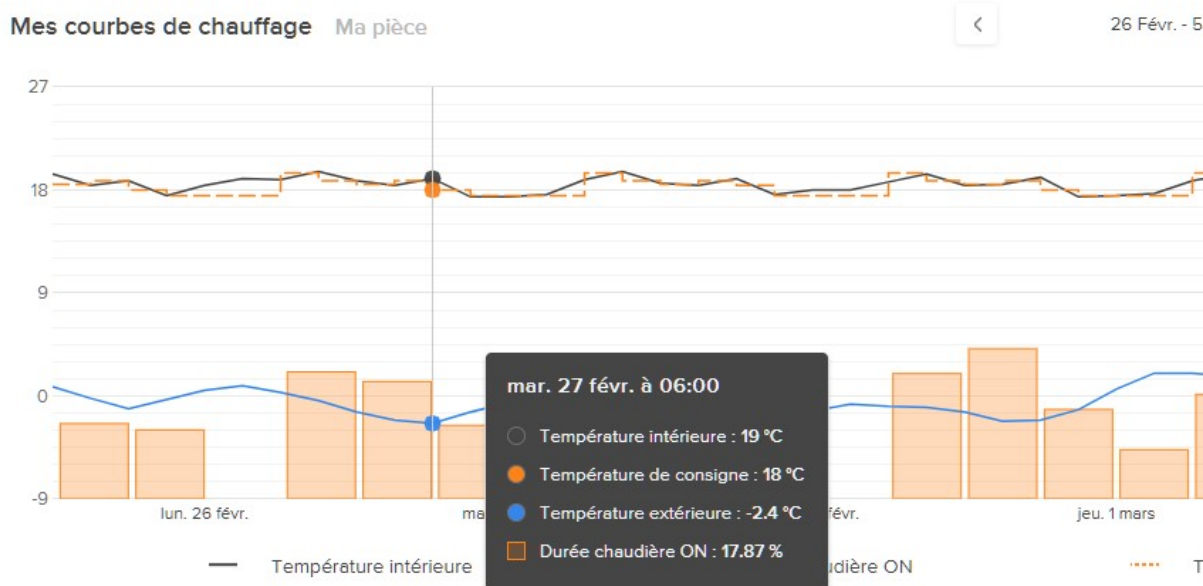 Mes courbes de chauffage Ma pièce
26 Févr. - 5
27
18
9
0
-9
mar. 27 févr. à 06:00
Température intérieure : 19 °C
Température de consigne : 18 °C
Température extérieure : -2.4 °C
Durée chaudière ON : 17.87 %
lun. 26 févr.
ma
févr.
jeu. 1 mars
Température intérieure
udière ON
T